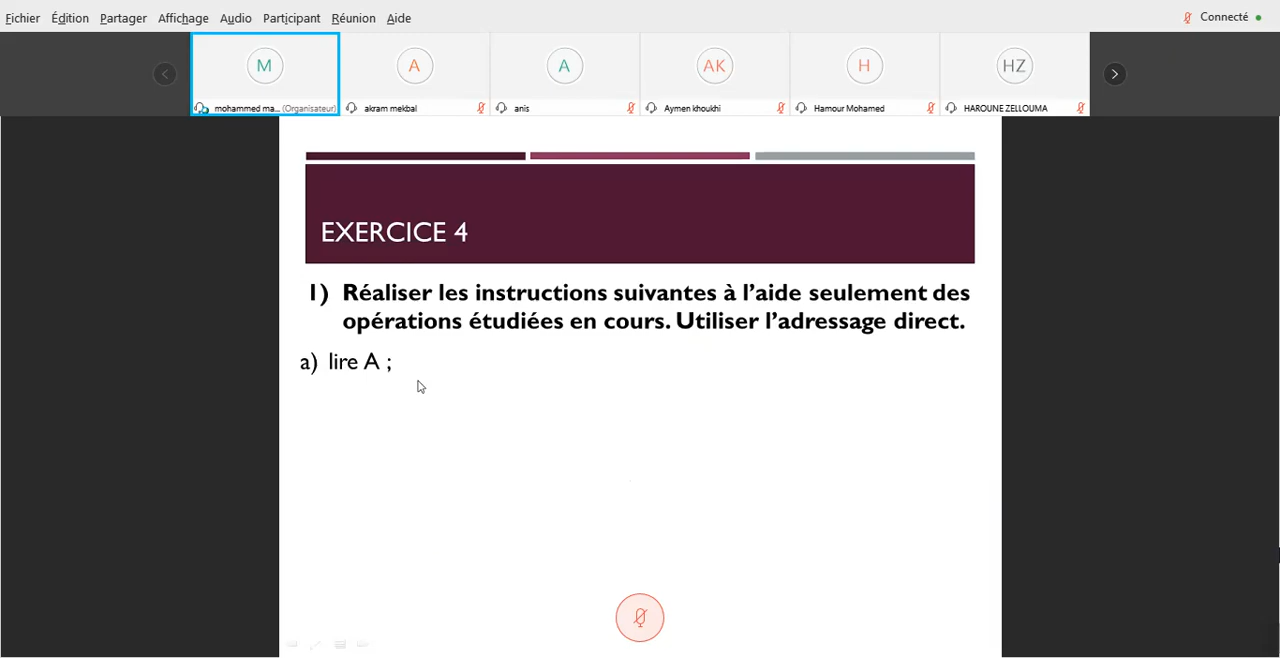 Fichier Édition Partager Affichage Audio Participant Réunion Aide
Connecté
M A A AK H HZ
mohammed ma... (Organisateur) akram mekbal anis Aymen khoukhi Hamour Mohamed HAROUNE ZELLOUMA
EXERCICE 4
1) Réaliser les instructions suivantes à l’aide seulement des
opérations étudiées en cours. Utiliser l’adressage direct.
a) lire A ;